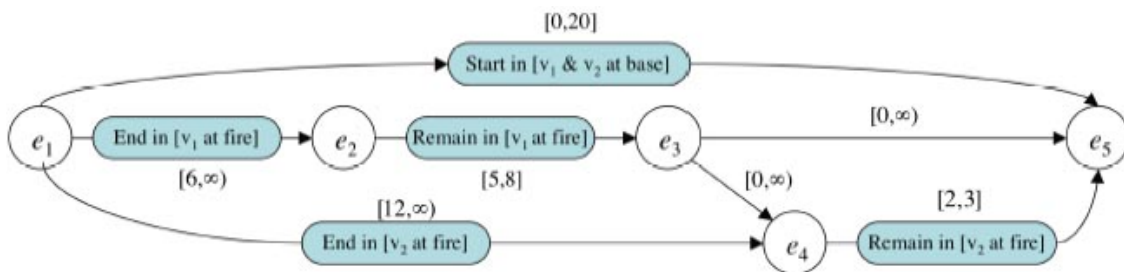 [0,20]
Start in [v₁ & v₂ at base]
e₁
End in [v₁ at fire]
[6,∞)
e₂
Remain in [v₁ at fire]
[5,8]
e₃
[0,∞)
e₅
[0,∞)
[12,∞)
End in [v₂ at fire]
e₄
[2,3]
Remain in [v₂ at fire]